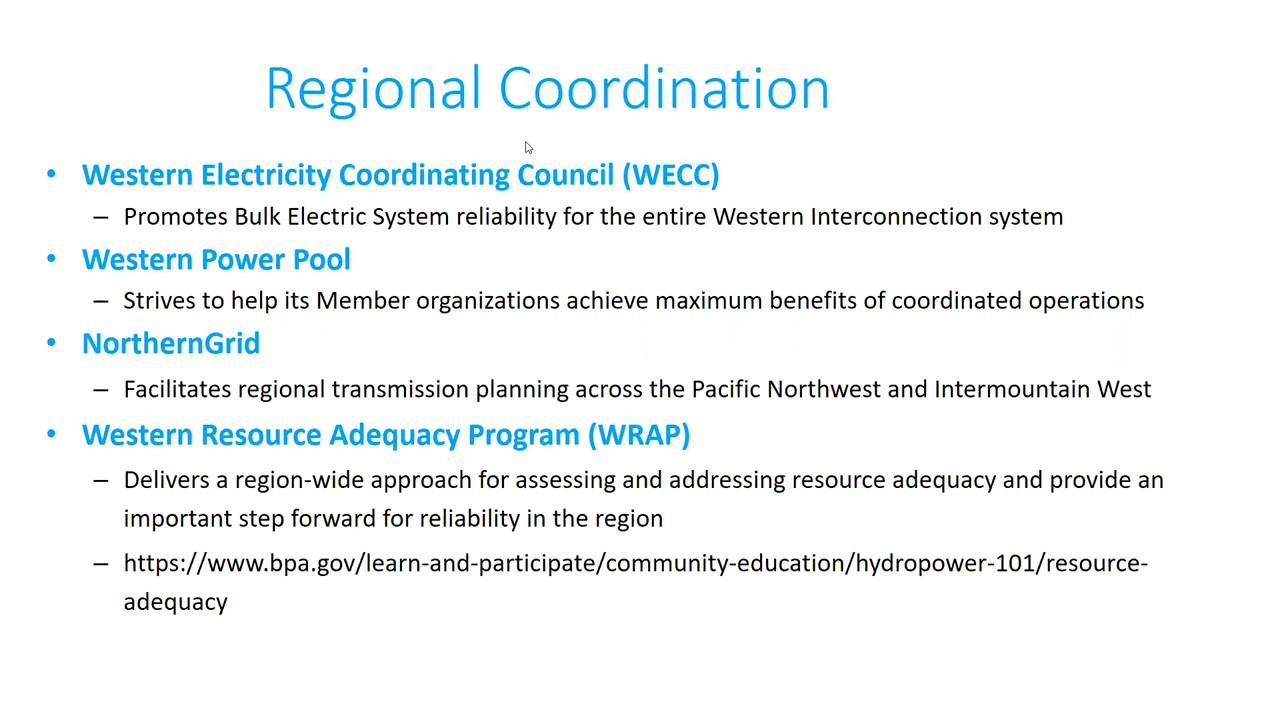 Regional Coordination
• Western Electricity Coordinating Council (WECC)
– Promotes Bulk Electric System reliability for the entire Western Interconnection system
• Western Power Pool
– Strives to help its Member organizations achieve maximum benefits of coordinated operations
• NorthernGrid
– Facilitates regional transmission planning across the Pacific Northwest and Intermountain West
• Western Resource Adequacy Program (WRAP)
– Delivers a region-wide approach for assessing and addressing resource adequacy and provide an
important step forward for reliability in the region
– https://www.bpa.gov/learn-and-participate/community-education/hydropower-101/resource-
adequacy